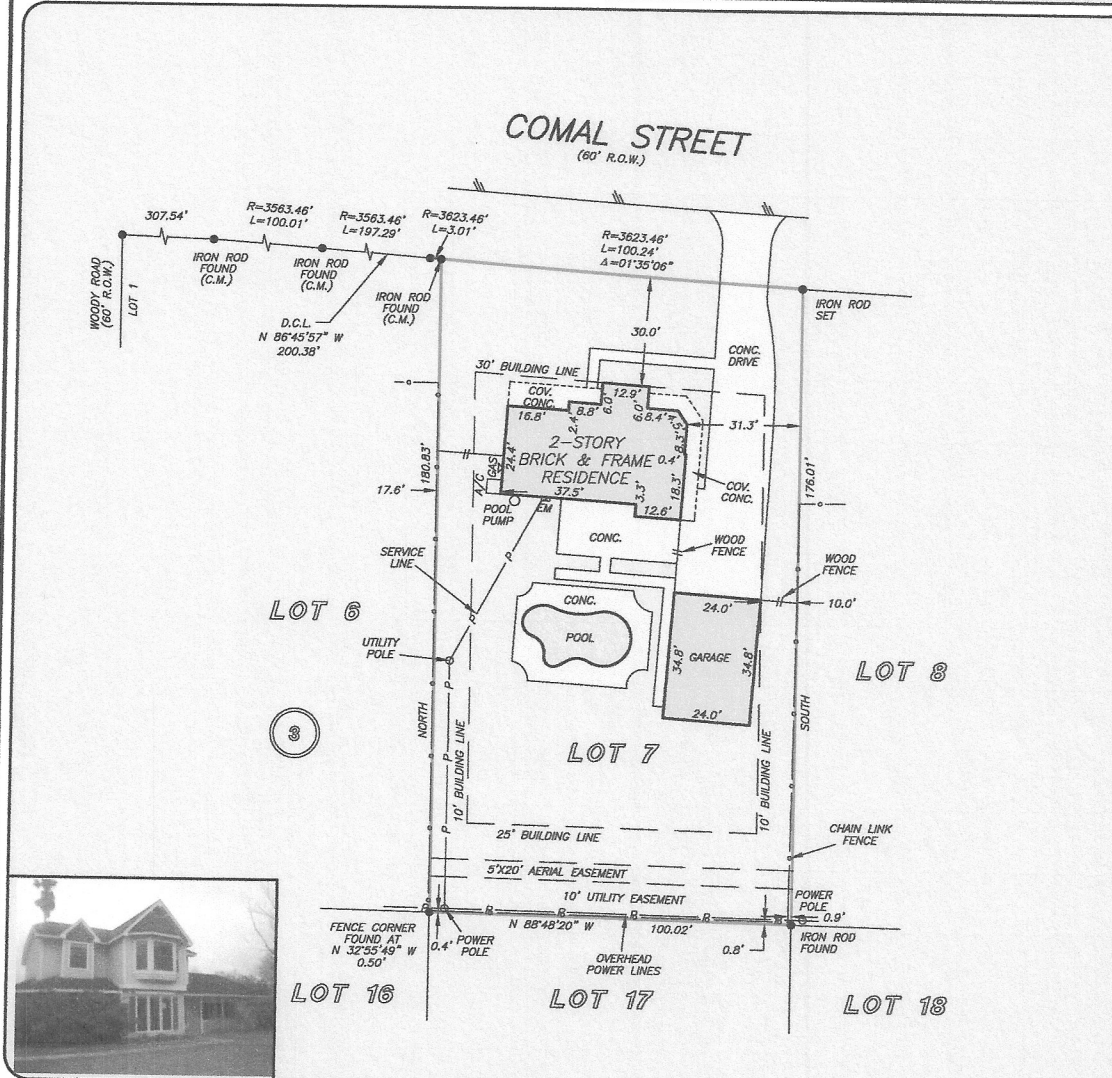 COMAL STREET
(60' R.O.W.)
307.54'
R=3563.46'
L=100.01'
R=3563.46'
L=197.29'
R=3623.46'
L=3.01'
R=3623.46'
L=100.24'
Δ=01°35'06"
WOODY ROAD
(60' R.O.W.)
LOT 1
IRON ROD
FOUND
(C.M.)
IRON ROD
FOUND
(C.M.)
IRON ROD
FOUND
(C.M.)
D.C.L.
N 86°45'57" W
200.38'
IRON ROD
SET
30.0'
CONC.
DRIVE
30' BUILDING LINE
COV.
CONC.
12.9'
6.0'
6.0'
16.8'
8.8'
2.4'
8.4'
4.5'
8.3'
31.3'
2-STORY
BRICK & FRAME
RESIDENCE
0.4'
24.4'
GAS
A/C
37.5'
3.3'
18.3'
12.6'
COV.
CONC.
180.83'
176.01'
17.6'
POOL
PUMP
EM
CONC.
WOOD
FENCE
WOOD
FENCE
SERVICE
LINE
P
10.0'
LOT 6
P
CONC.
POOL
24.0'
GARAGE
34.8'
34.8'
24.0'
UTILITY
POLE
P
LOT 8
3
NORTH
SOUTH
P
LOT 7
10' BUILDING LINE
10' BUILDING LINE
P
25' BUILDING LINE
CHAIN LINK
FENCE
5'X20' AERIAL EASEMENT
10' UTILITY EASEMENT
POWER
POLE
0.9'
P
P
P
P
P
P
N 88°48'20" W
100.02'
FENCE CORNER
FOUND AT
N 32°55'49" W
0.50'
0.4'
POWER
POLE
OVERHEAD
POWER LINES
0.8'
IRON ROD
FOUND
LOT 16
LOT 17
LOT 18